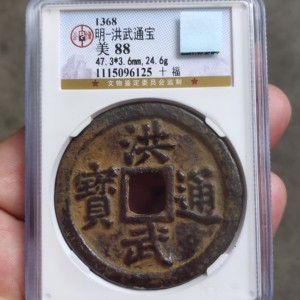 1368
明-洪武通宝
美 88
47.3*3.6mm,24.6g
1115096125 十 福
★ 文物鉴定委员会监制 ★
洪武通寶